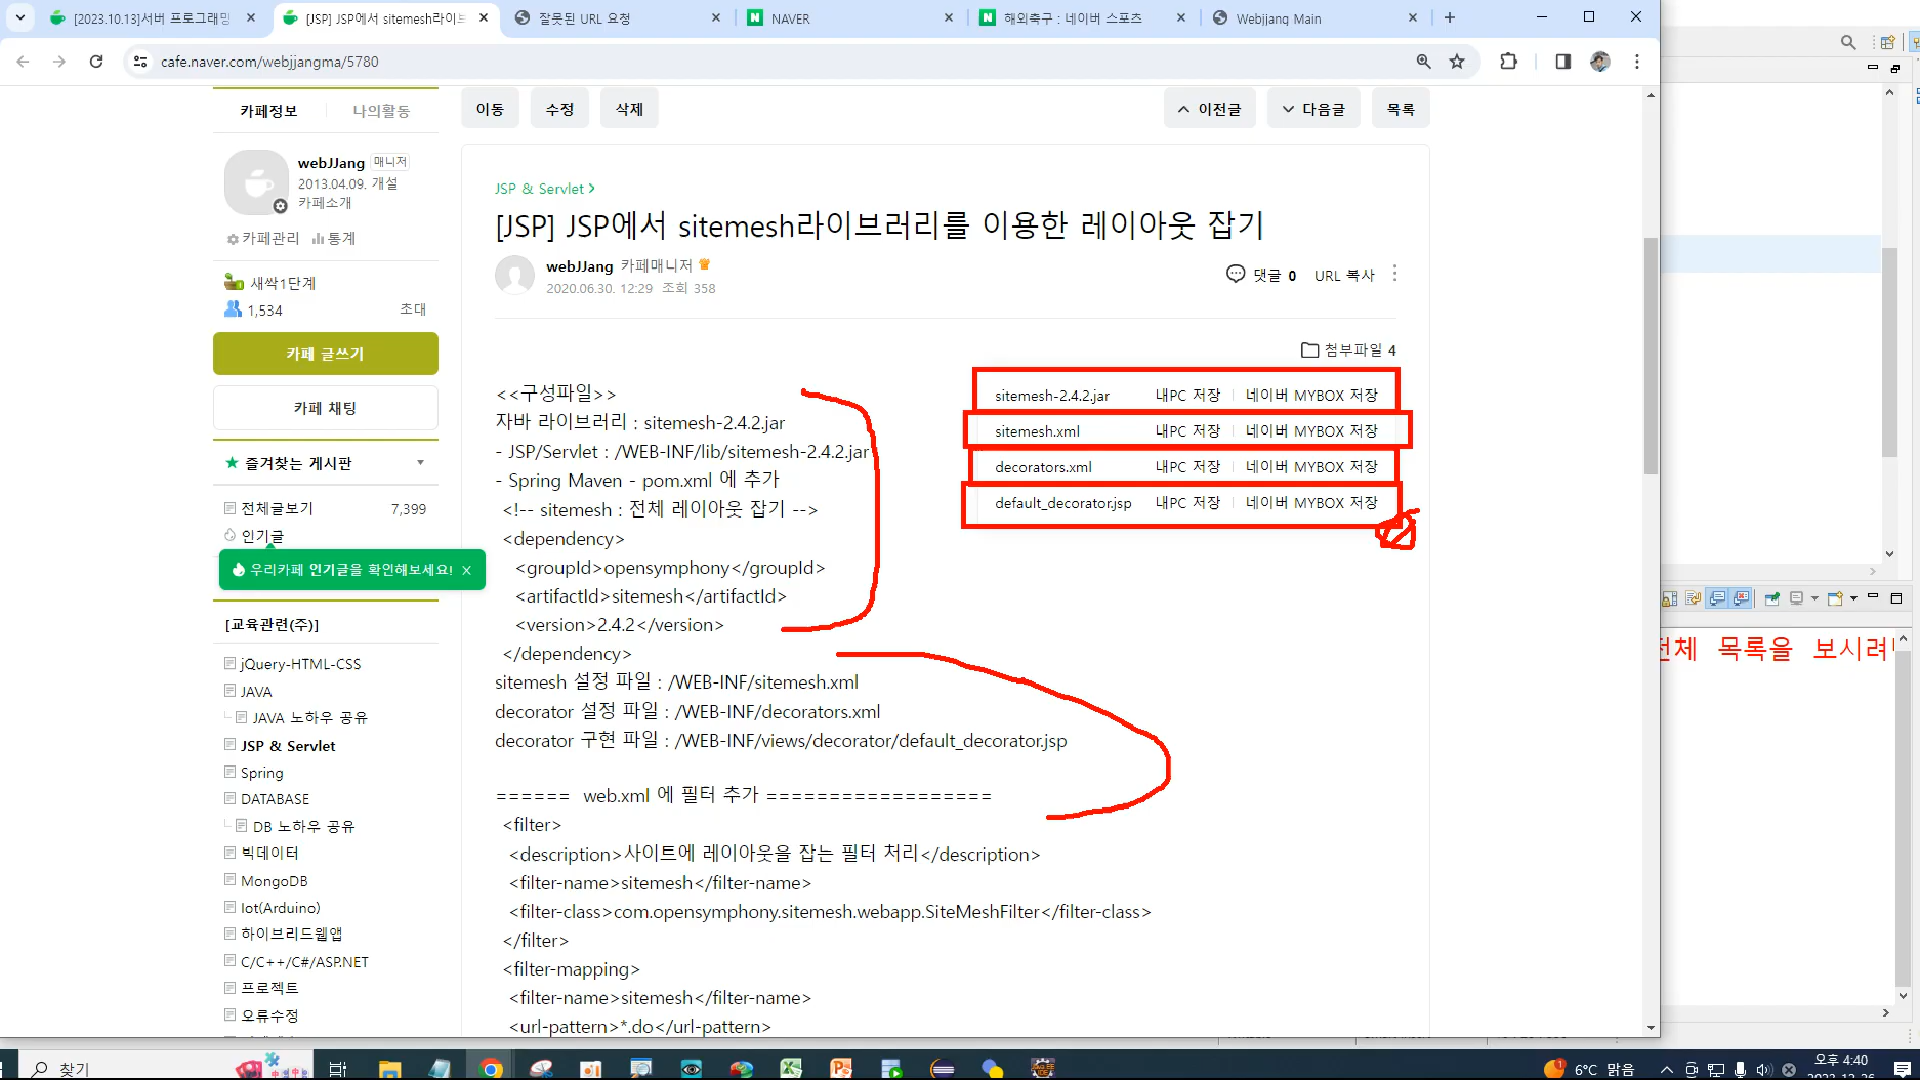 [2023.10.13]서버 프로그래밍
[JSP] JSP에서 sitemesh라이브
잘못된 URL 요청
NAVER
해외축구 : 네이버 스포츠
Webjjang Main
cafe.naver.com/webjjangma/5780
카페정보
나의활동
이동
수정
삭제
이전글
다음글
목록
webJJang 매니저
2013.04.09. 개설
카페소개
카페관리
통계
새싹1단계
1,534
초대
카페 글쓰기
카페 채팅
즐겨찾는 게시판
전체글보기
7,399
인기글
우리카페 인기글을 확인해보세요!
[교육관련(주)]
jQuery-HTML-CSS
JAVA
JAVA 노하우 공유
JSP & Servlet
Spring
DATABASE
DB 노하우 공유
빅데이터
MongoDB
Iot(Arduino)
하이브리드웹앱
C/C++/C#/ASP.NET
프로젝트
오류수정
JSP & Servlet
[JSP] JSP에서 sitemesh라이브러리를 이용한 레이아웃 잡기
webJJang 카페매니저
2020.06.30. 12:29 조회 358
댓글 0
URL 복사
첨부파일 4
sitemesh-2.4.2.jar 내PC 저장 네이버 MYBOX 저장
sitemesh.xml 내PC 저장 네이버 MYBOX 저장
decorators.xml 내PC 저장 네이버 MYBOX 저장
default_decorator.jsp 내PC 저장 네이버 MYBOX 저장
<<구성파일>>
자바 라이브러리 : sitemesh-2.4.2.jar
- JSP/Servlet : /WEB-INF/lib/sitemesh-2.4.2.jar
- Spring Maven - pom.xml 에 추가
<!-- sitemesh : 전체 레이아웃 잡기 -->
<dependency>
<groupId>opensymphony</groupId>
<artifactId>sitemesh</artifactId>
<version>2.4.2</version>
</dependency>
sitemesh 설정 파일 : /WEB-INF/sitemesh.xml
decorator 설정 파일 : /WEB-INF/decorators.xml
decorator 구현 파일 : /WEB-INF/views/decorator/default_decorator.jsp
====== web.xml 에 필터 추가 ==================
<filter>
<description>사이트에 레이아웃을 잡는 필터 처리</description>
<filter-name>sitemesh</filter-name>
<filter-class>com.opensymphony.sitemesh.webapp.SiteMeshFilter</filter-class>
</filter>
<filter-mapping>
<filter-name>sitemesh</filter-name>
<url-pattern>*.do</url-pattern>
전체 목록을 보시려
찾기
6°C 맑음
오후 4:40